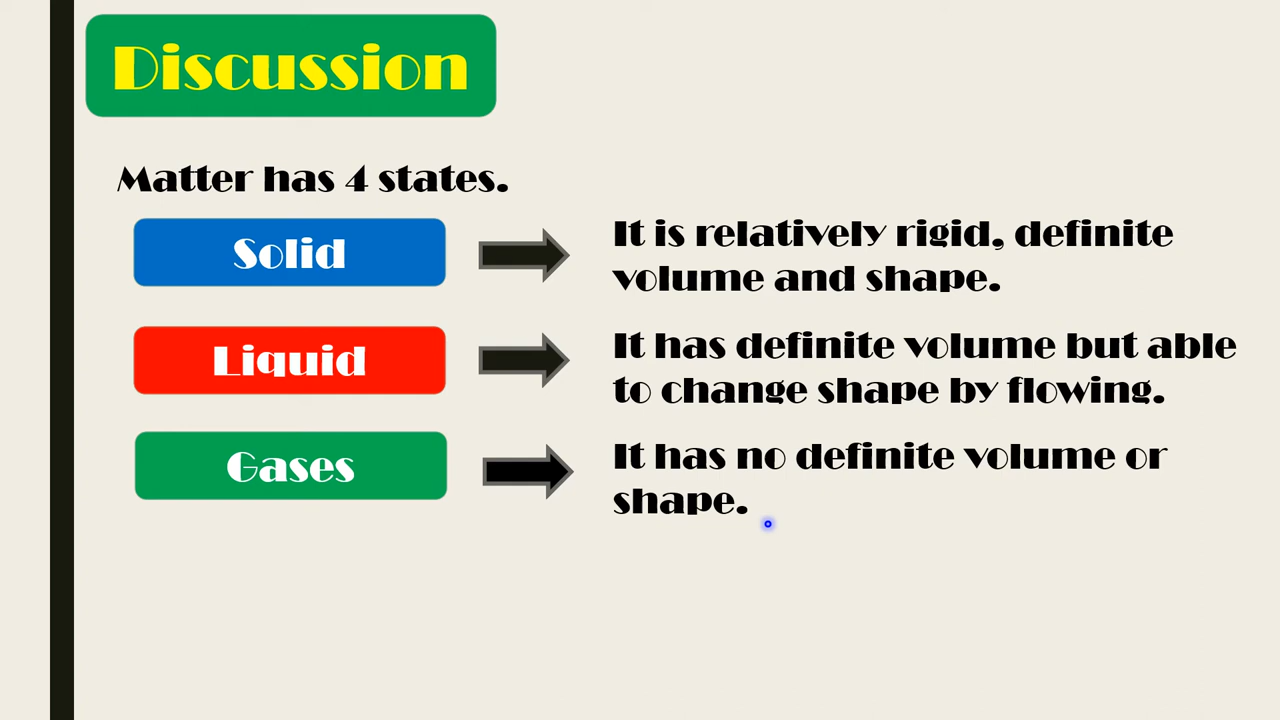 Discussion
Matter has 4 states.
Solid
It is relatively rigid, definite
volume and shape.
Liquid
It has definite volume but able
to change shape by flowing.
Gases
It has no definite volume or
shape.